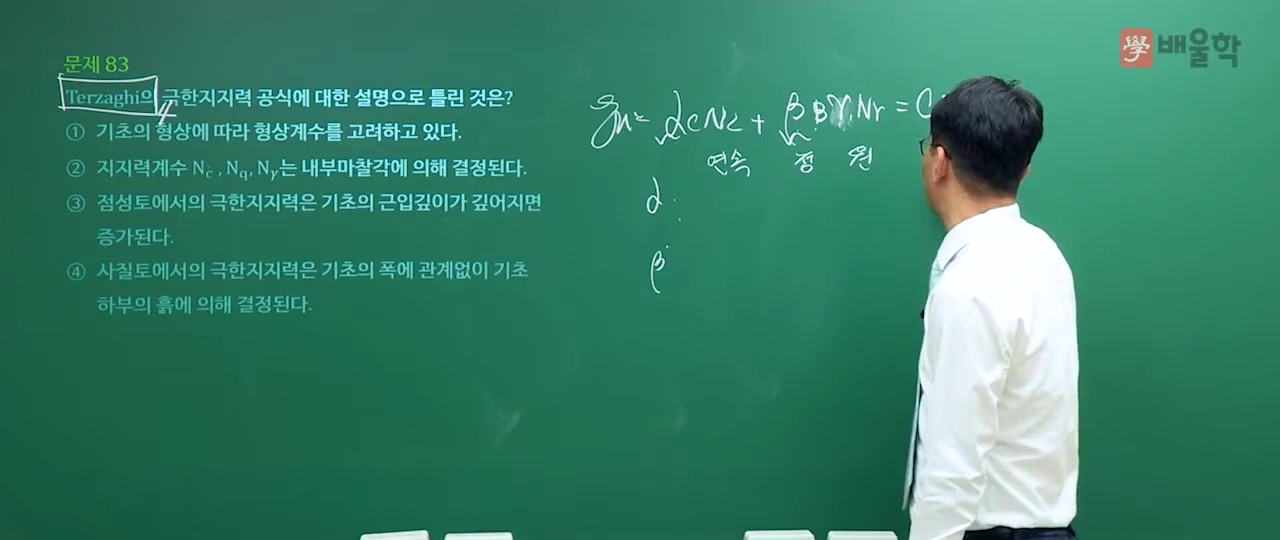 學 배울학
문제 83
Terzaghi의 극한지지력 공식에 대한 설명으로 틀린 것은?
① 기초의 형상에 따라 형상계수를 고려하고 있다.
② 지지력계수 Nc, Nq, Nγ는 내부마찰각에 의해 결정된다.
③ 점성토에서의 극한지지력은 기초의 근입깊이가 깊어지면
증가된다.
④ 사질토에서의 극한지지력은 기초의 폭에 관계없이 기초
하부의 흙에 의해 결정된다.
qu = αcNc + βBγ1Nr =
연속 정 원
α :
β